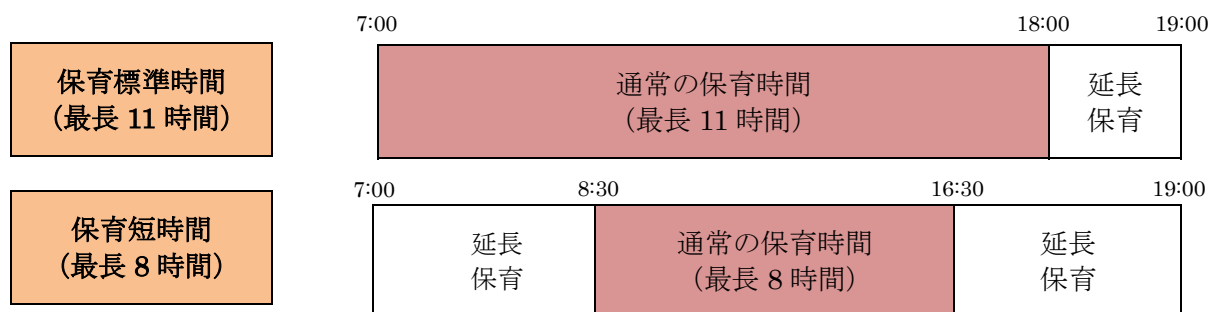 7:00 18:00 19:00
保育標準時間
（最長 11 時間）
通常の保育時間
（最長 11 時間）
延長
保育
7:00 8:30 16:30 19:00
保育短時間
（最長 8 時間）
延長
保育
通常の保育時間
（最長 8 時間）
延長
保育